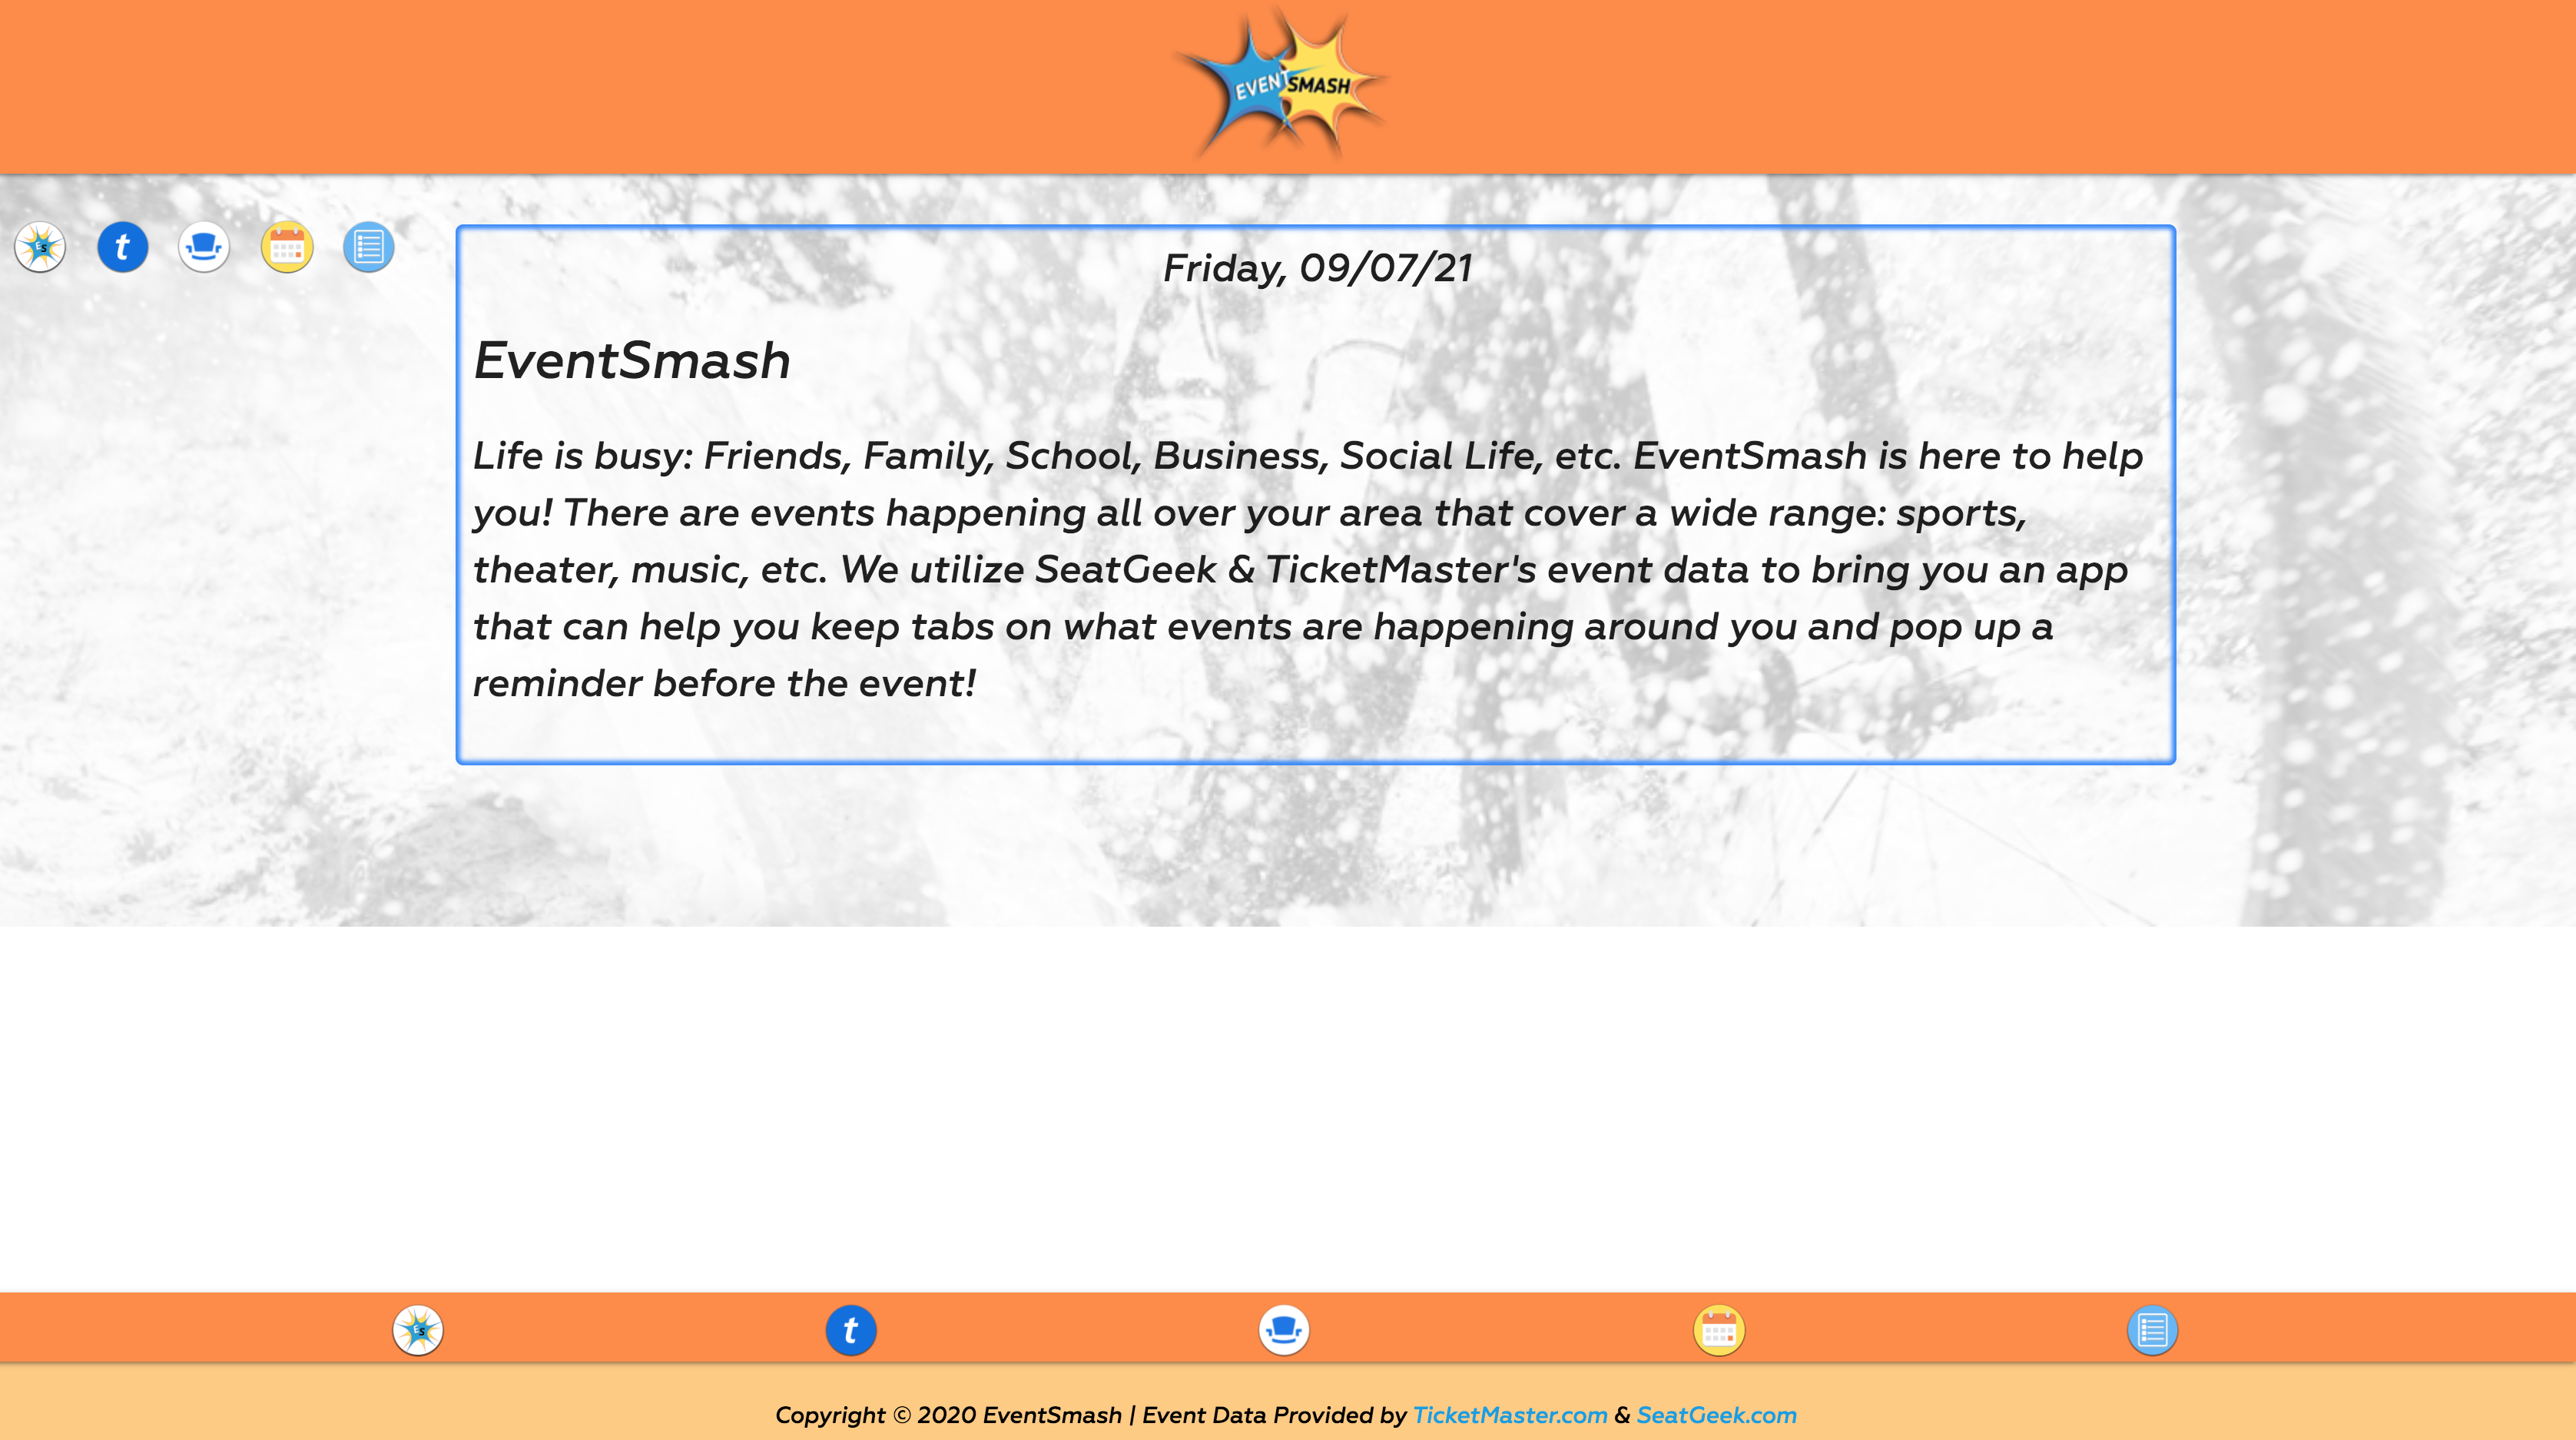 EVENT SMASH
ES
t
Friday, 09/07/21
EventSmash
Life is busy: Friends, Family, School, Business, Social Life, etc. EventSmash is here to help
you! There are events happening all over your area that cover a wide range: sports,
theater, music, etc. We utilize SeatGeek & TicketMaster's event data to bring you an app
that can help you keep tabs on what events are happening around you and pop up a
reminder before the event!
ES
t
Copyright © 2020 EventSmash | Event Data Provided by TicketMaster.com & SeatGeek.com